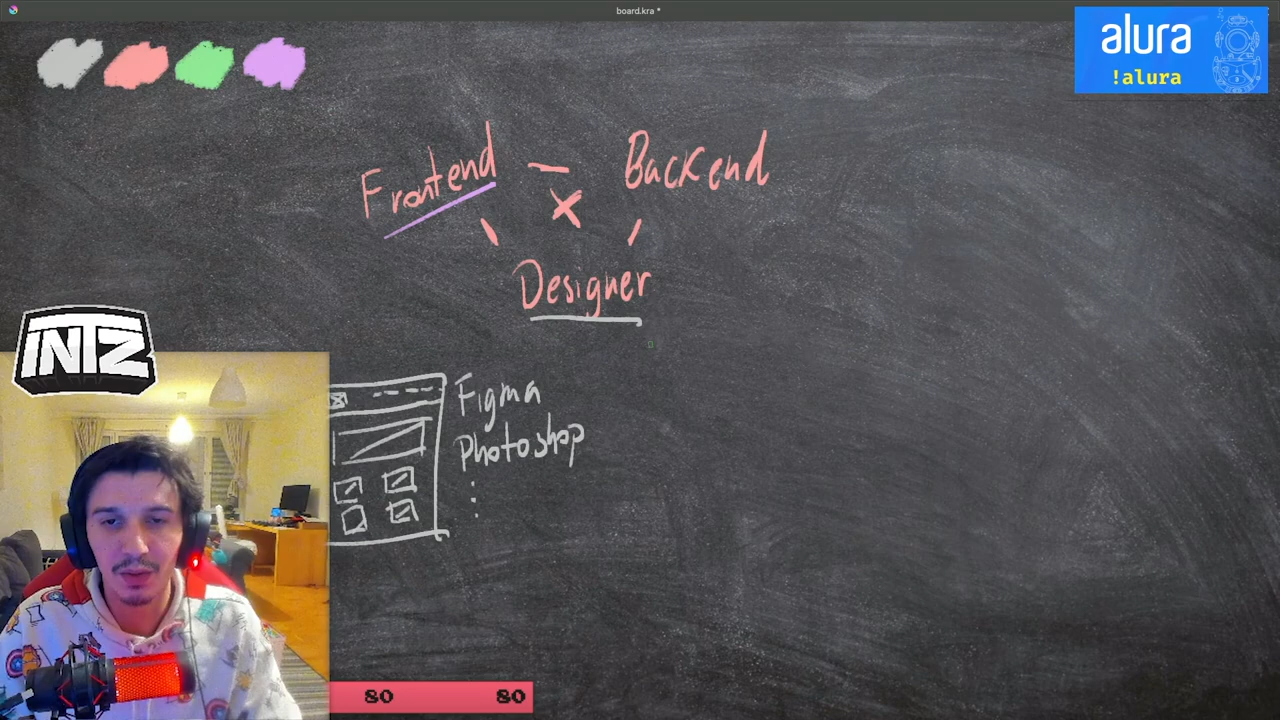 board.kra *
alura
!alura
Frontend
Backend
Designer
INTZ
Figma
Photoshop
80 80